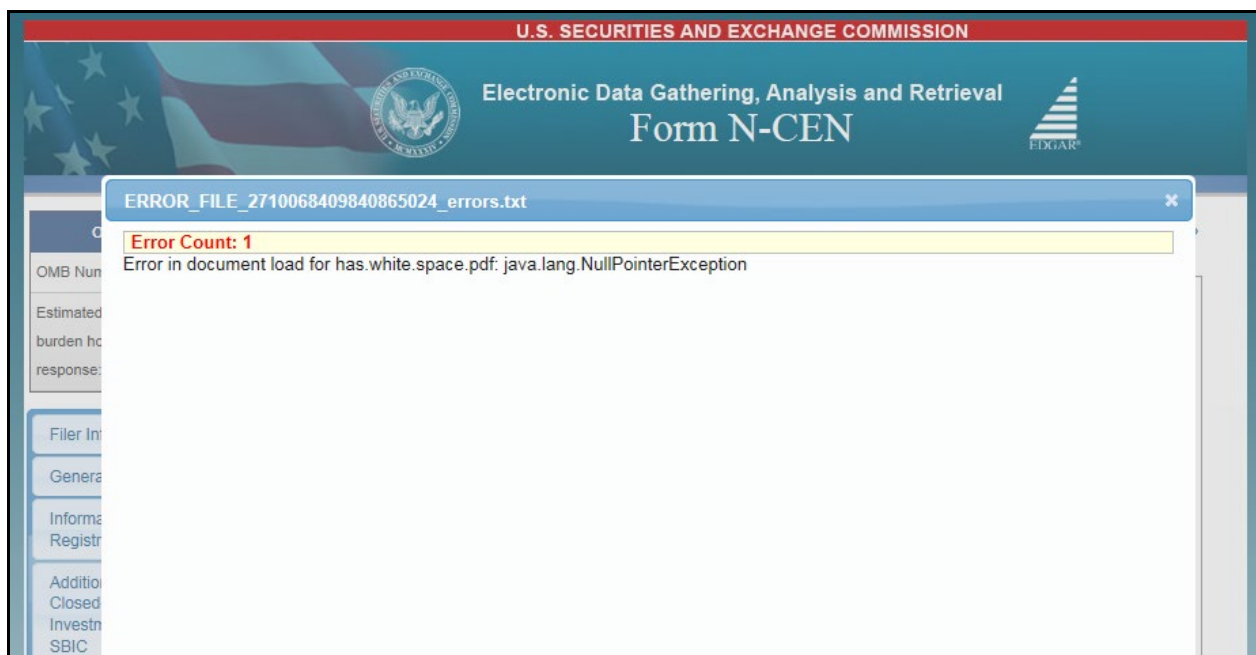 U.S. SECURITIES AND EXCHANGE COMMISSION
Electronic Data Gathering, Analysis and Retrieval
Form N-CEN
EDGAR®
ERROR_FILE_2710068409840865024_errors.txt
Error Count: 1
Error in document load for has.white.space.pdf: java.lang.NullPointerException
OMB Num
Estimated
burden ho
response:
Filer In
Genera
Informa
Registr
Additio
Closed
Investm
SBIC